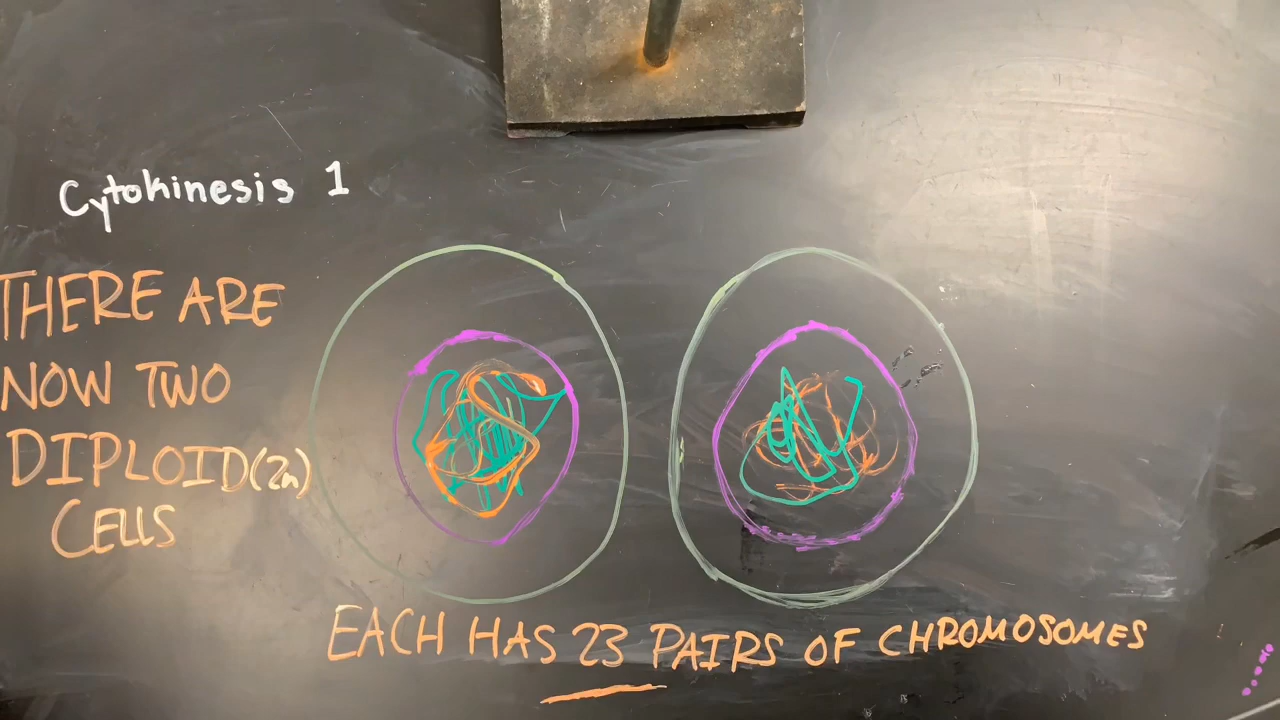 Cytokinesis 1
THERE ARE
NOW TWO
DIPLOID(2n)
CELLS
EACH HAS 23 PAIRS OF CHROMOSOMES